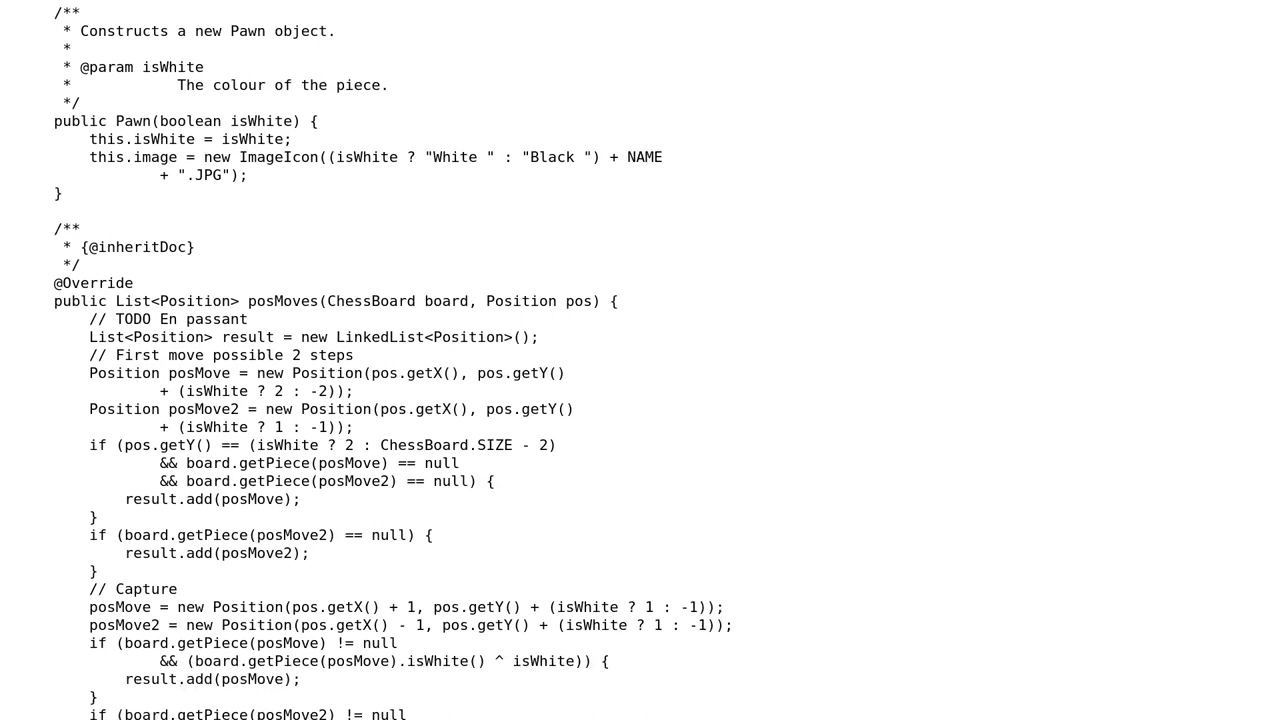 /**
 * Constructs a new Pawn object.
 *
 * @param isWhite
 *            The colour of the piece.
 */
public Pawn(boolean isWhite) {
    this.isWhite = isWhite;
    this.image = new ImageIcon((isWhite ? "White " : "Black ") + NAME
            + ".JPG");
}

/**
 * {@inheritDoc}
 */
@Override
public List<Position> posMoves(ChessBoard board, Position pos) {
    // TODO En passant
    List<Position> result = new LinkedList<Position>();
    // First move possible 2 steps
    Position posMove = new Position(pos.getX(), pos.getY()
            + (isWhite ? 2 : -2));
    Position posMove2 = new Position(pos.getX(), pos.getY()
            + (isWhite ? 1 : -1));
    if (pos.getY() == (isWhite ? 2 : ChessBoard.SIZE - 2)
            && board.getPiece(posMove) == null
            && board.getPiece(posMove2) == null) {
        result.add(posMove);
    }
    if (board.getPiece(posMove2) == null) {
        result.add(posMove2);
    }
    // Capture
    posMove = new Position(pos.getX() + 1, pos.getY() + (isWhite ? 1 : -1));
    posMove2 = new Position(pos.getX() - 1, pos.getY() + (isWhite ? 1 : -1));
    if (board.getPiece(posMove) != null
            && (board.getPiece(posMove).isWhite() ^ isWhite)) {
        result.add(posMove);
    }
    if (board.getPiece(posMove2) != null